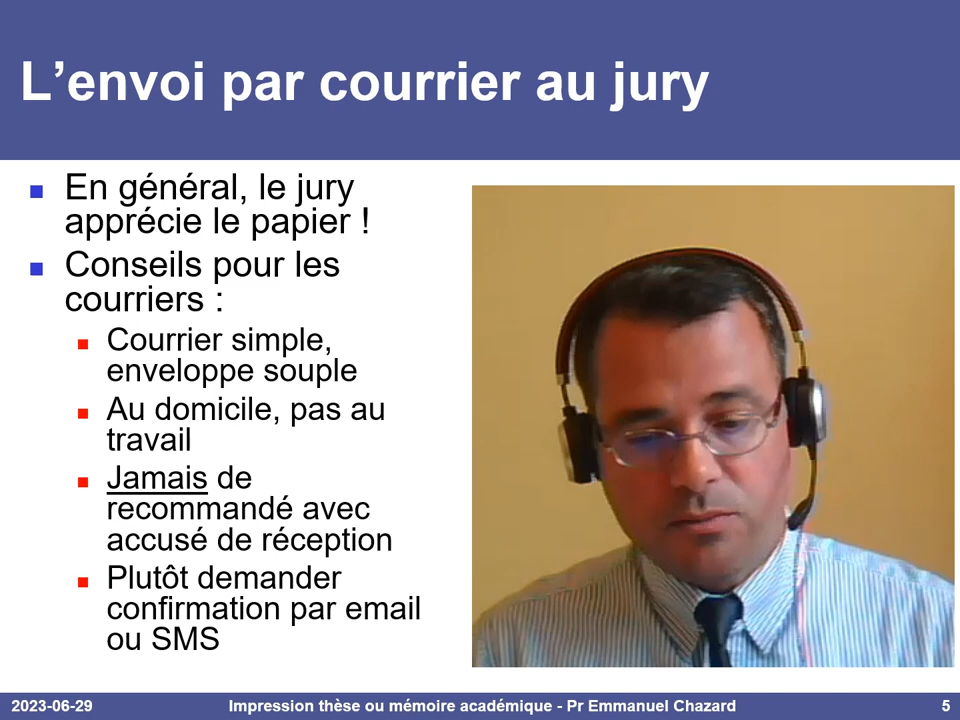 L’envoi par courrier au jury
En général, le jury
apprécie le papier !
Conseils pour les
courriers :
Courrier simple,
enveloppe souple
Au domicile, pas au
travail
Jamais de
recommandé avec
accusé de réception
Plutôt demander
confirmation par email
ou SMS
2023-06-29
Impression thèse ou mémoire académique - Pr Emmanuel Chazard
5